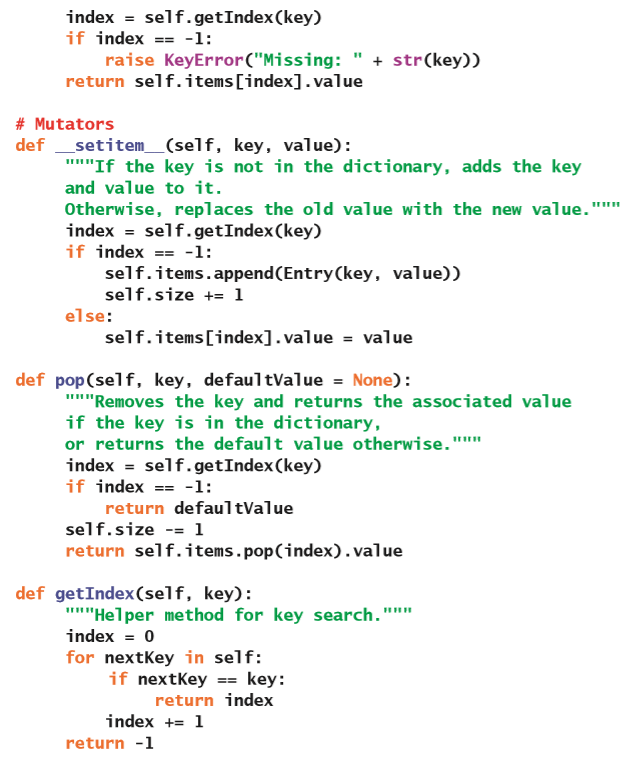 index = self.getIndex(key)
if index == -1:
raise KeyError("Missing: " + str(key))
return self.items[index].value
# Mutators
def __setitem__(self, key, value):
"""If the key is not in the dictionary, adds the key
and value to it.
Otherwise, replaces the old value with the new value."""
index = self.getIndex(key)
if index == -1:
self.items.append(Entry(key, value))
self.size += 1
else:
self.items[index].value = value
def pop(self, key, defaultValue = None):
"""Removes the key and returns the associated value
if the key is in the dictionary,
or returns the default value otherwise."""
index = self.getIndex(key)
if index == -1:
return defaultValue
self.size -= 1
return self.items.pop(index).value
def getIndex(self, key):
"""Helper method for key search."""
index = 0
for nextKey in self:
if nextKey == key:
return index
index += 1
return -1